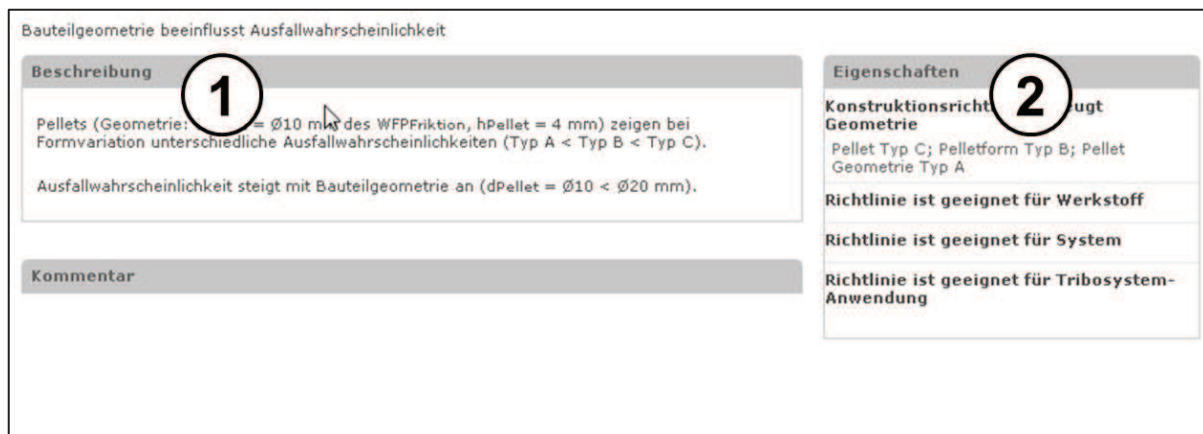 Bauteilgeometrie beeinflusst Ausfallwahrscheinlichkeit
Beschreibung
1
Pellets (Geometrie: = Ø10 mm des WFPFriktion, hPellet = 4 mm) zeigen bei
Formvariation unterschiedliche Ausfallwahrscheinlichkeiten (Typ A < Typ B < Typ C).
Ausfallwahrscheinlichkeit steigt mit Bauteilgeometrie an (dPellet = Ø10 < Ø20 mm).
Kommentar
Eigenschaften
2
Geometrie
Pellet Typ C; Pelletform Typ B; Pellet
Geometrie Typ A
Richtlinie ist geeignet für Werkstoff
Richtlinie ist geeignet für System
Richtlinie ist geeignet für Tribosystem-
Anwendung